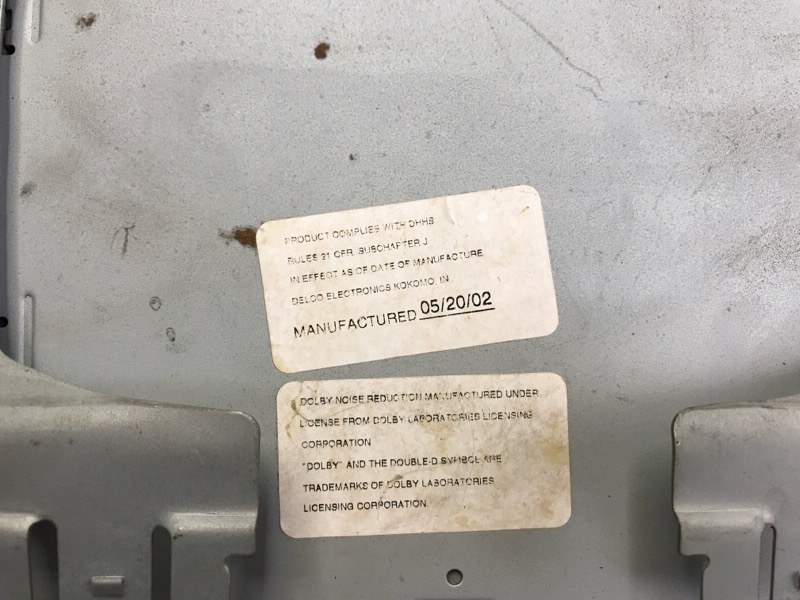 PRODUCT COMPLIES WITH DHHS
RULES 21 CFR, SUBCHAPTER J
IN EFFECT AS OF DATE OF MANUFACTURE
DELCO ELECTRONICS KOKOMO, IN
MANUFACTURED 05/20/02
DOLBY NOISE REDUCTION MANUFACTURED UNDER
LICENSE FROM DOLBY LABORATORIES LICENSING
CORPORATION
"DOLBY" AND THE DOUBLE-D SYMBOL ARE
TRADEMARKS OF DOLBY LABORATORIES
LICENSING CORPORATION.